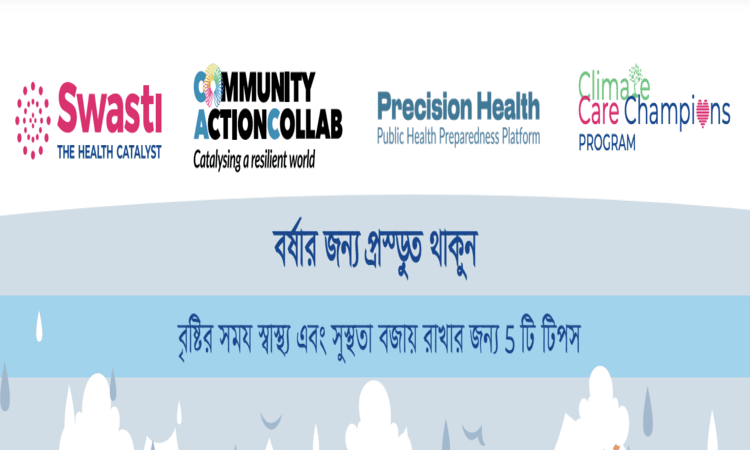 Swasti
THE HEALTH CATALYST
COMMUNITY
ACTIONCOLLAB
Catalysing a resilient world
Precision Health
Public Health Preparedness Platform
Climate
Care Champions
PROGRAM
বর্ষার জন্য প্রস্ড়ুত থাকুন
বৃষ্টির সময স্বাস্থ্য এবং সুস্থতা বজায় রাখার জন্য 5 টি টিপস